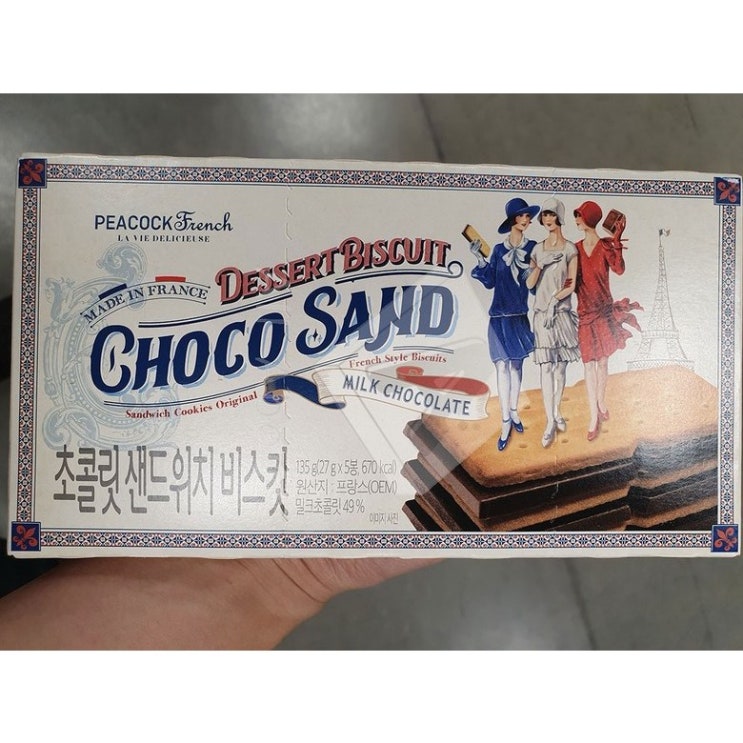 PEACOCK French
LA VIE DELICIEUSE
MADE IN FRANCE
DESSERT BISCUIT
CHOCO SAND
French Style Biscuits
Sandwich Cookies Original
MILK CHOCOLATE
초콜릿 샌드위치 비스킷
135 g(27 g x 5봉, 670 kcal)
원산지 : 프랑스(OEM)
밀크초콜릿 49%
이미지 사진